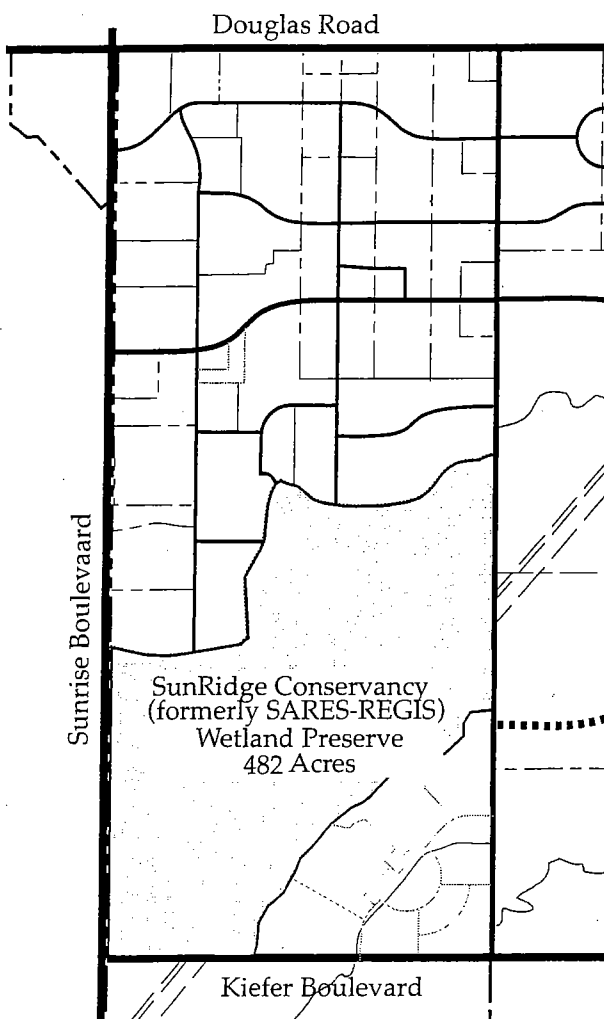 Douglas Road
Sunrise Boulevaard
SunRidge Conservancy
(formerly SARES-REGIS)
Wetland Preserve
482 Acres
Kiefer Boulevard